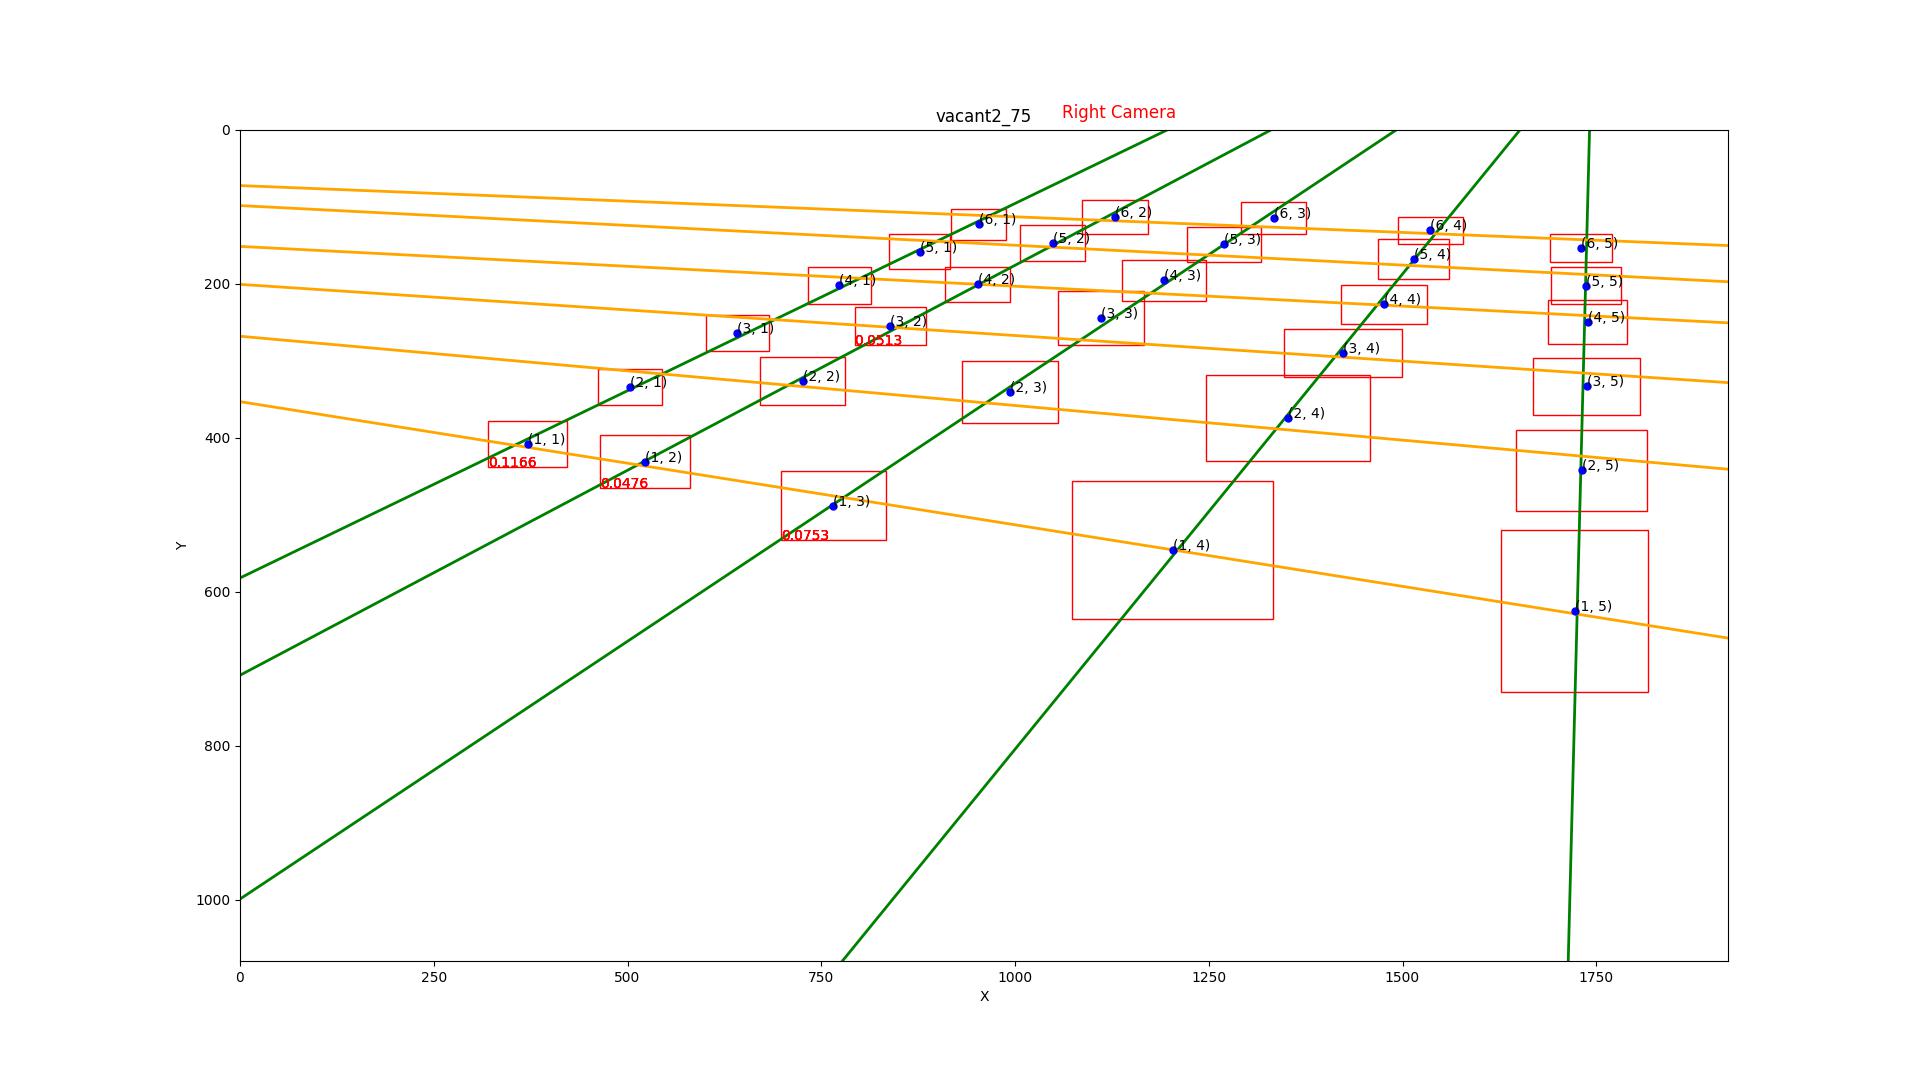 vacant2_75 Right Camera
0
(6, 1) (6, 2) (6, 3) (6, 4) (6, 5)
(5, 1) (5, 2) (5, 3) (5, 4) (5, 5)
200
(4, 1) (4, 2) (4, 3) (4, 4) (4, 5)
(3, 1) (3, 2) (3, 3) (3, 4) (3, 5)
0.0513
(2, 1) (2, 2) (2, 3) (2, 4) (2, 5)
400
(1, 1) (1, 2) (1, 3) (1, 4) (1, 5)
0.1166
0.0476
0.0753
Y
600
800
1000
0 250 500 750 1000 1250 1500 1750
X